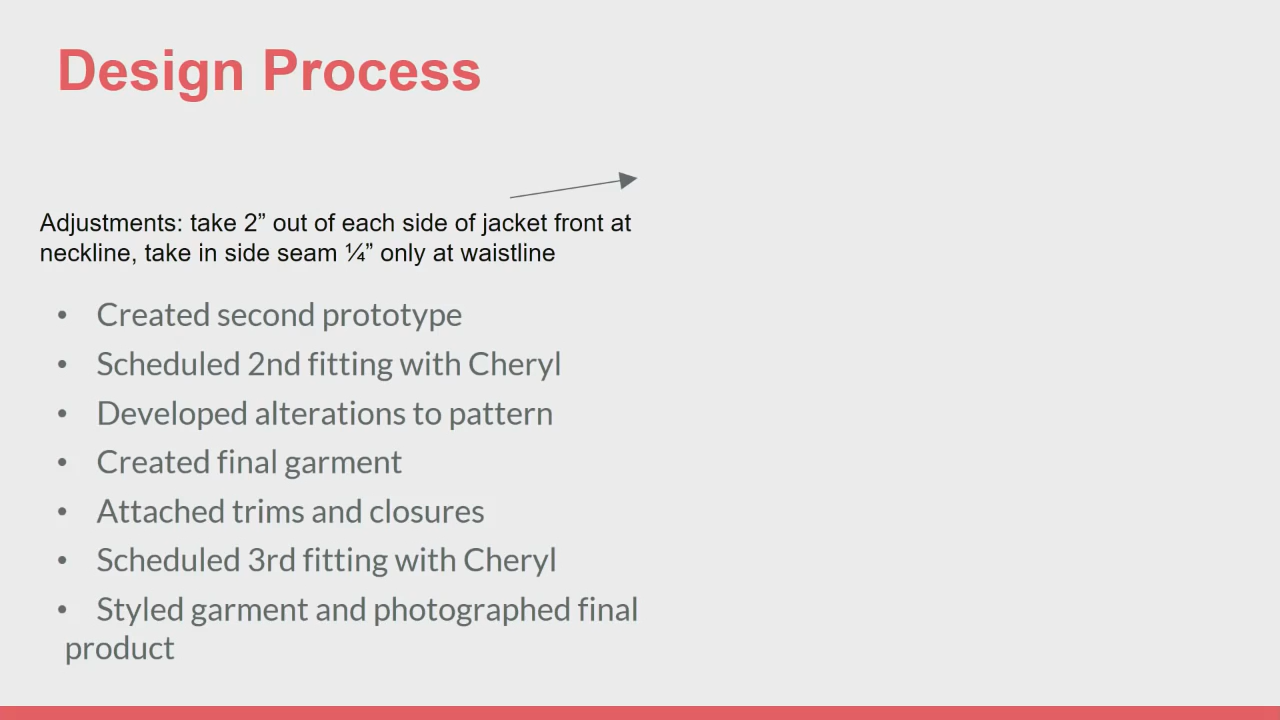 Design Process
Adjustments: take 2” out of each side of jacket front at
neckline, take in side seam ¼” only at waistline
• Created second prototype
• Scheduled 2nd fitting with Cheryl
• Developed alterations to pattern
• Created final garment
• Attached trims and closures
• Scheduled 3rd fitting with Cheryl
• Styled garment and photographed final
product